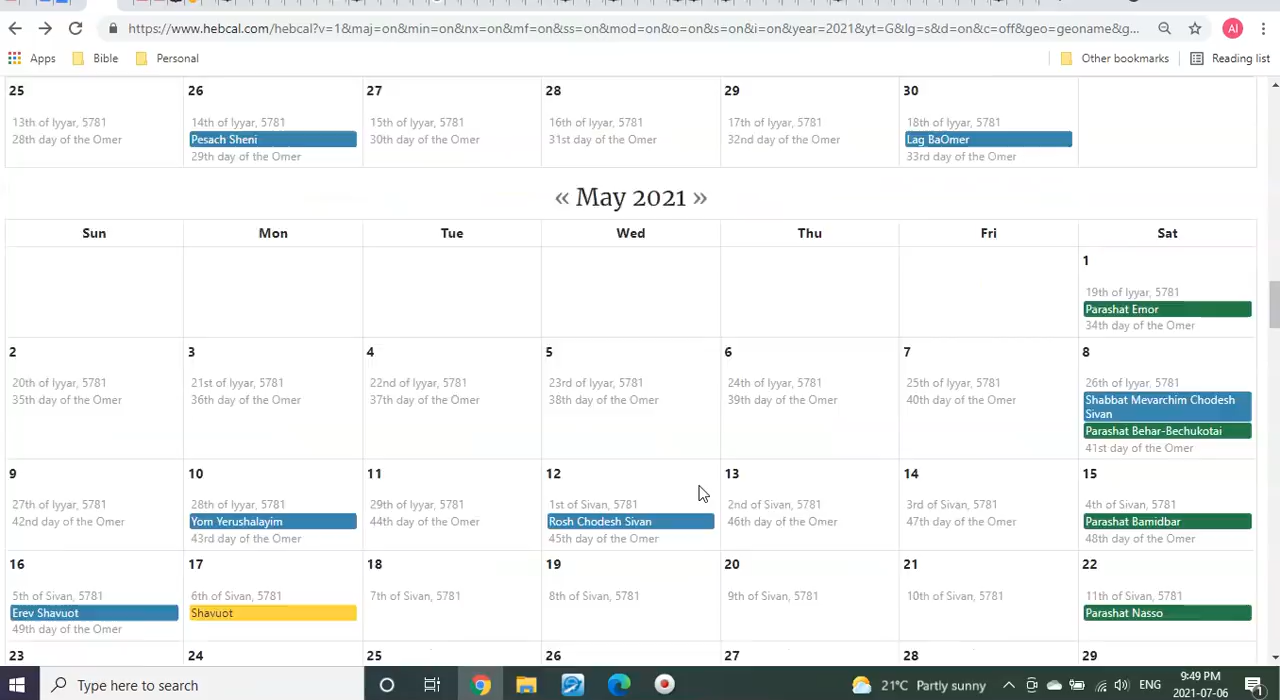 https://www.hebcal.com/hebcal?v=1&maj=on&min=on&nx=on&mf=on&ss=on&mod=on&o=on&s=on&i=on&year=2021&yt=G&lg=s&d=on&c=off&geo=geoname&g...
AI
Apps Bible Personal Other bookmarks Reading list
25 26 27 28 29 30
13th of Iyyar, 5781 14th of Iyyar, 5781 15th of Iyyar, 5781 16th of Iyyar, 5781 17th of Iyyar, 5781 18th of Iyyar, 5781
28th day of the Omer Pesach Sheni 30th day of the Omer 31st day of the Omer 32nd day of the Omer Lag BaOmer
29th day of the Omer 33rd day of the Omer
« May 2021 »
Sun Mon Tue Wed Thu Fri Sat
1
19th of Iyyar, 5781
Parashat Emor
34th day of the Omer
2 3 4 5 6 7 8
20th of Iyyar, 5781 21st of Iyyar, 5781 22nd of Iyyar, 5781 23rd of Iyyar, 5781 24th of Iyyar, 5781 25th of Iyyar, 5781 26th of Iyyar, 5781
35th day of the Omer 36th day of the Omer 37th day of the Omer 38th day of the Omer 39th day of the Omer 40th day of the Omer Shabbat Mevarchim Chodesh
Sivan
Parashat Behar-Bechukotai
41st day of the Omer
9 10 11 12 13 14 15
27th of Iyyar, 5781 28th of Iyyar, 5781 29th of Iyyar, 5781 1st of Sivan, 5781 2nd of Sivan, 5781 3rd of Sivan, 5781 4th of Sivan, 5781
42nd day of the Omer Yom Yerushalayim 44th day of the Omer Rosh Chodesh Sivan 46th day of the Omer 47th day of the Omer Parashat Bamidbar
43rd day of the Omer 45th day of the Omer 48th day of the Omer
16 17 18 19 20 21 22
5th of Sivan, 5781 6th of Sivan, 5781 7th of Sivan, 5781 8th of Sivan, 5781 9th of Sivan, 5781 10th of Sivan, 5781 11th of Sivan, 5781
Erev Shavuot Shavuot Parashat Nasso
49th day of the Omer
23 24 25 26 27 28 29
Type here to search 21°C Partly sunny ENG 9:49 PM
2021-07-06
1